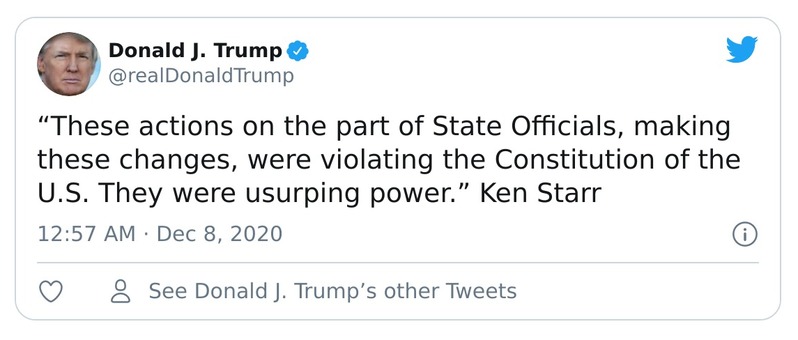 Donald J. Trump
@realDonaldTrump
“These actions on the part of State Officials, making
these changes, were violating the Constitution of the
U.S. They were usurping power.” Ken Starr
12:57 AM · Dec 8, 2020
See Donald J. Trump’s other Tweets